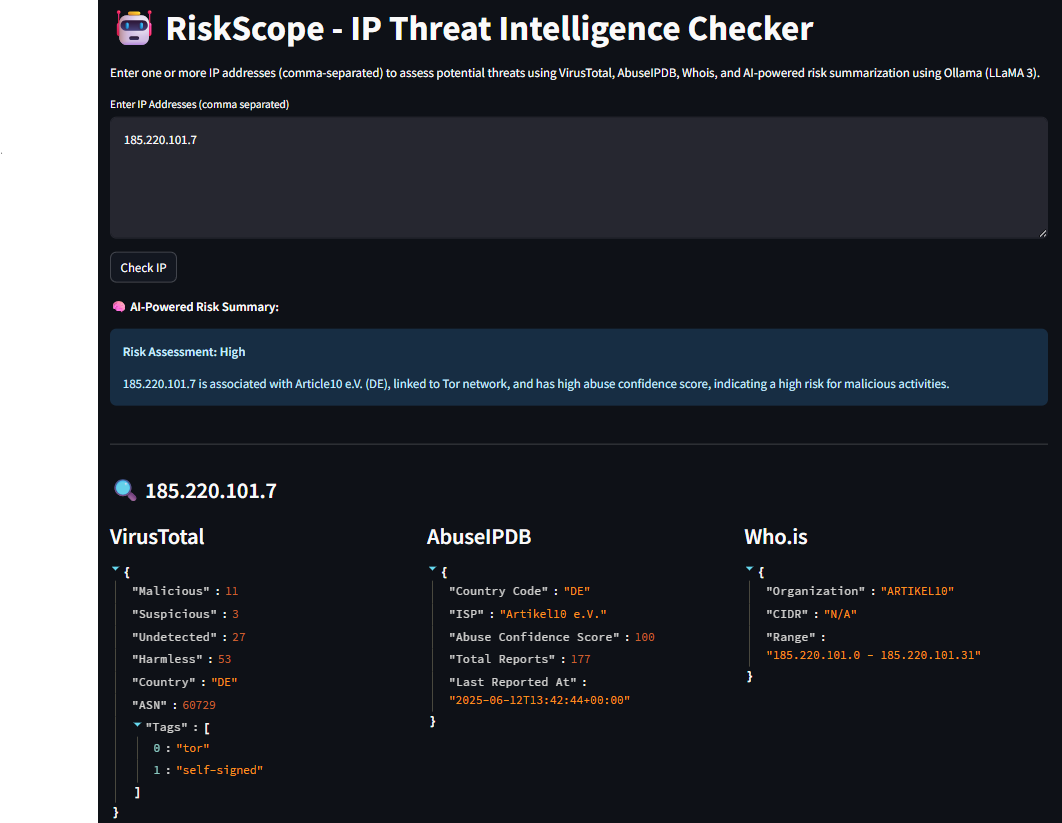 RiskScope - IP Threat Intelligence Checker
Enter one or more IP addresses (comma-separated) to assess potential threats using VirusTotal, AbuseIPDB, Whois, and AI-powered risk summarization using Ollama (LLaMA 3).
Enter IP Addresses (comma separated)
185.220.101.7
Check IP
AI-Powered Risk Summary:
Risk Assessment: High
185.220.101.7 is associated with Article10 e.V. (DE), linked to Tor network, and has high abuse confidence score, indicating a high risk for malicious activities.
185.220.101.7
VirusTotal
{
"Malicious" : 11
"Suspicious" : 3
"Undetected" : 27
"Harmless" : 53
"Country" : "DE"
"ASN" : 60729
"Tags" : [
0 : "tor"
1 : "self-signed"
]
}
AbuseIPDB
{
"Country Code" : "DE"
"ISP" : "Artikel10 e.V."
"Abuse Confidence Score" : 100
"Total Reports" : 177
"Last Reported At" :
"2025-06-12T13:42:44+00:00"
}
Who.is
{
"Organization" : "ARTIKEL10"
"CIDR" : "N/A"
"Range" :
"185.220.101.0 - 185.220.101.31"
}